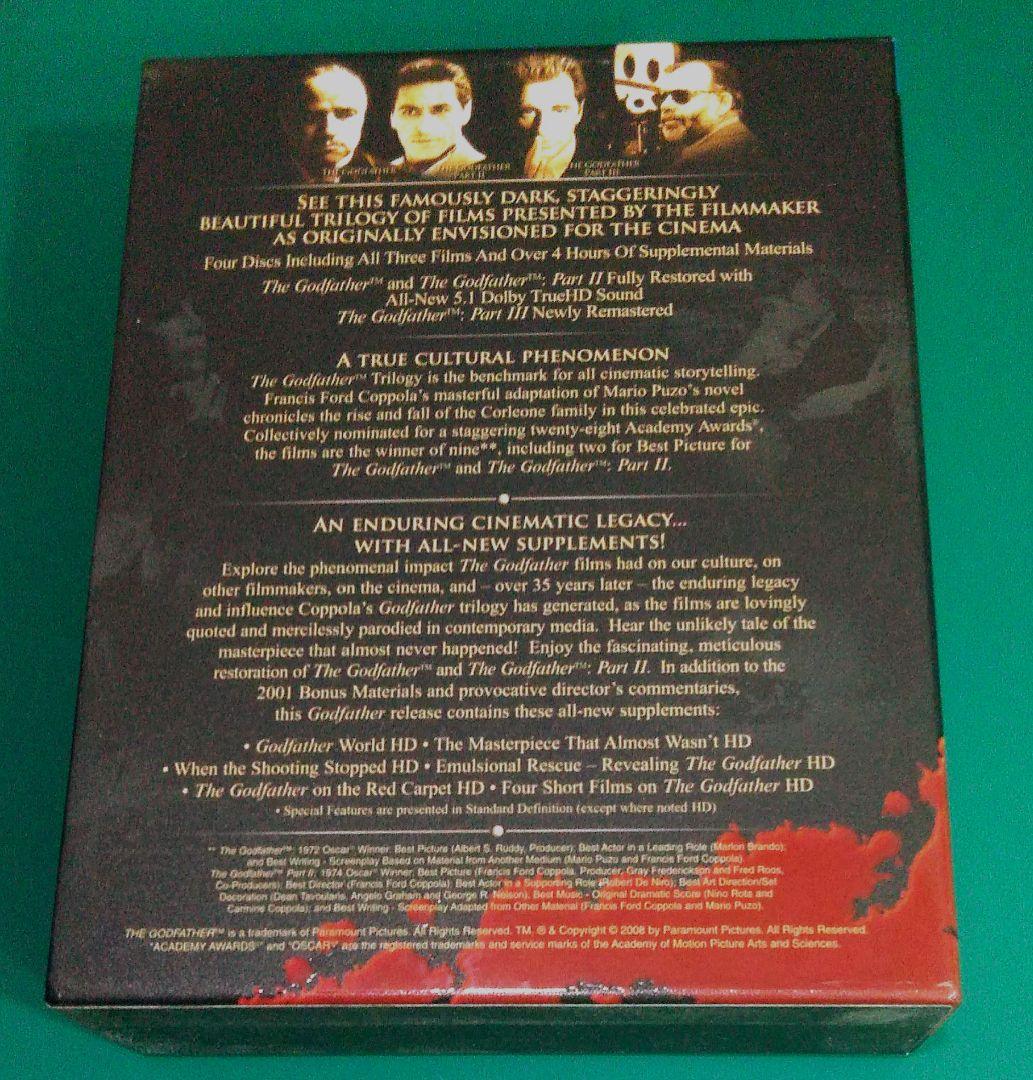 THE GODFATHER
THE GODFATHER
PART II
THE GODFATHER
PART III
SEE THIS FAMOUSLY DARK, STAGGERINGLY
BEAUTIFUL TRILOGY OF FILMS PRESENTED BY THE FILMMAKER
AS ORIGINALLY ENVISIONED FOR THE CINEMA
Four Discs Including All Three Films And Over 4 Hours Of Supplemental Materials
The Godfather™ and The Godfather™: Part II Fully Restored with
All-New 5.1 Dolby TrueHD Sound
The Godfather™: Part III Newly Remastered
A TRUE CULTURAL PHENOMENON
The Godfather™ Trilogy is the benchmark for all cinematic storytelling.
Francis Ford Coppola's masterful adaptation of Mario Puzo's novel
chronicles the rise and fall of the Corleone family in this celebrated epic.
Collectively nominated for a staggering twenty-eight Academy Awards®,
the films are the winner of nine**, including two for Best Picture for
The Godfather™ and The Godfather™: Part II.
AN ENDURING CINEMATIC LEGACY...
WITH ALL-NEW SUPPLEMENTS!
Explore the phenomenal impact The Godfather films had on our culture, on
other filmmakers, on the cinema, and – over 35 years later – the enduring legacy
and influence Coppola's Godfather trilogy has generated, as the films are lovingly
quoted and mercilessly parodied in contemporary media. Hear the unlikely tale of the
masterpiece that almost never happened! Enjoy the fascinating, meticulous
restoration of The Godfather™ and The Godfather™: Part II. In addition to the
2001 Bonus Materials and provocative director's commentaries,
this Godfather release contains these all-new supplements:
• Godfather World HD • The Masterpiece That Almost Wasn't HD
• When the Shooting Stopped HD • Emulsional Rescue – Revealing The Godfather HD
• The Godfather on the Red Carpet HD • Four Short Films on The Godfather HD
• Special Features are presented in Standard Definition (except where noted HD)
** The Godfather™: 1972 Oscar® Winner: Best Picture (Albert S. Ruddy, Producer); Best Actor in a Leading Role (Marlon Brando);
and Best Writing - Screenplay Based on Material from Another Medium (Mario Puzo and Francis Ford Coppola).
The Godfather™ Part II: 1974 Oscar® Winner: Best Picture (Francis Ford Coppola, Producer, Gray Frederickson and Fred Roos,
Co-Producers); Best Director (Francis Ford Coppola); Best Actor in a Supporting Role (Robert De Niro); Best Art Direction/Set
Decoration (Dean Tavoularis, Angelo Graham and George R. Nelson), Best Music - Original Dramatic Score (Nino Rota and
Carmine Coppola); and Best Writing - Screenplay Adapted from Other Material (Francis Ford Coppola and Mario Puzo).
THE GODFATHER™ is a trademark of Paramount Pictures. All Rights Reserved. TM, ® & Copyright © 2008 by Paramount Pictures. All Rights Reserved.
"ACADEMY AWARDS®" and "OSCAR®" are the registered trademarks and service marks of the Academy of Motion Picture Arts and Sciences.